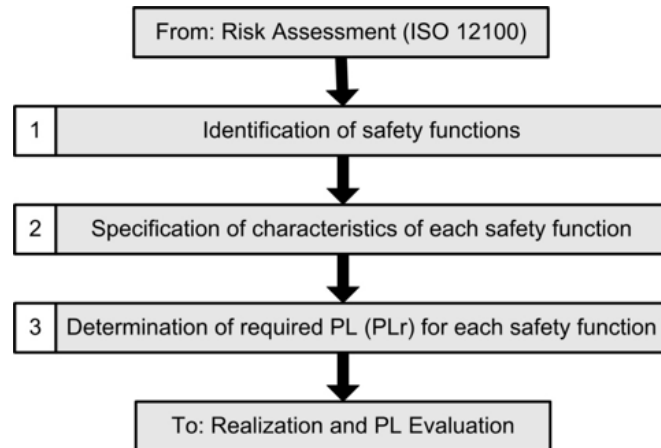 From: Risk Assessment (ISO 12100)
1 Identification of safety functions
2 Specification of characteristics of each safety function
3 Determination of required PL (PLr) for each safety function
To: Realization and PL Evaluation